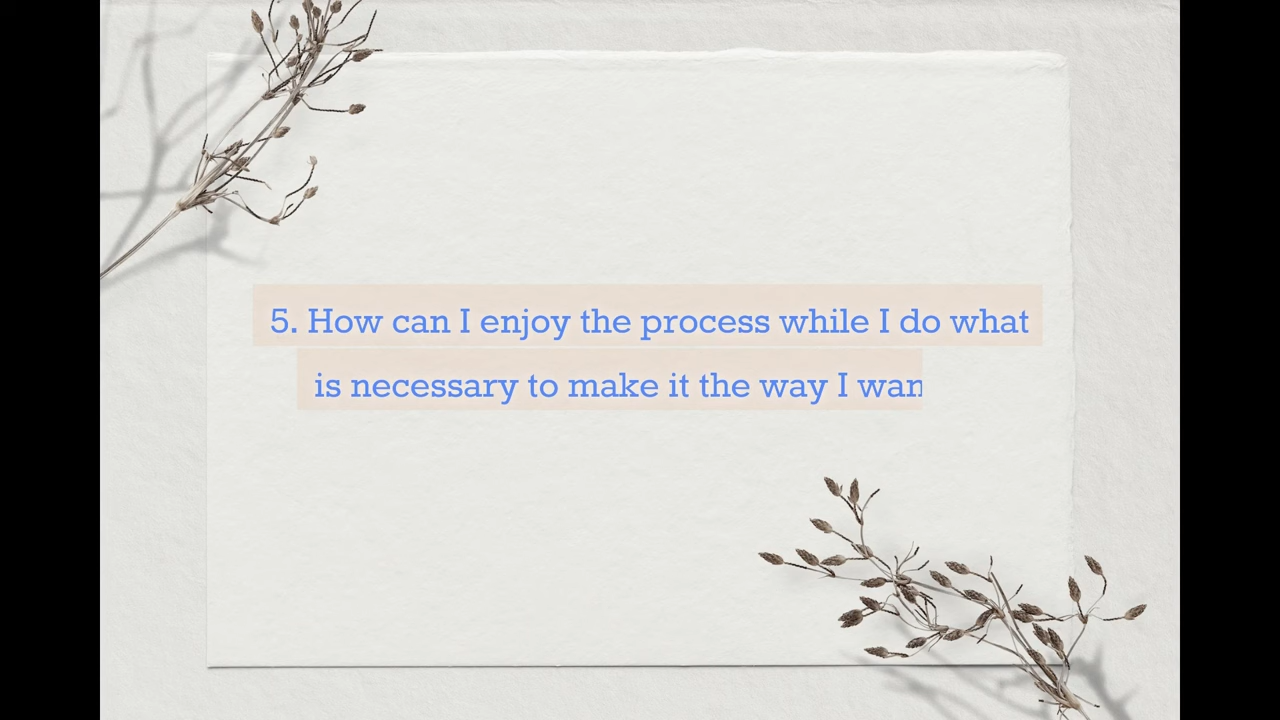 5. How can I enjoy the process while I do what
is necessary to make it the way I wan